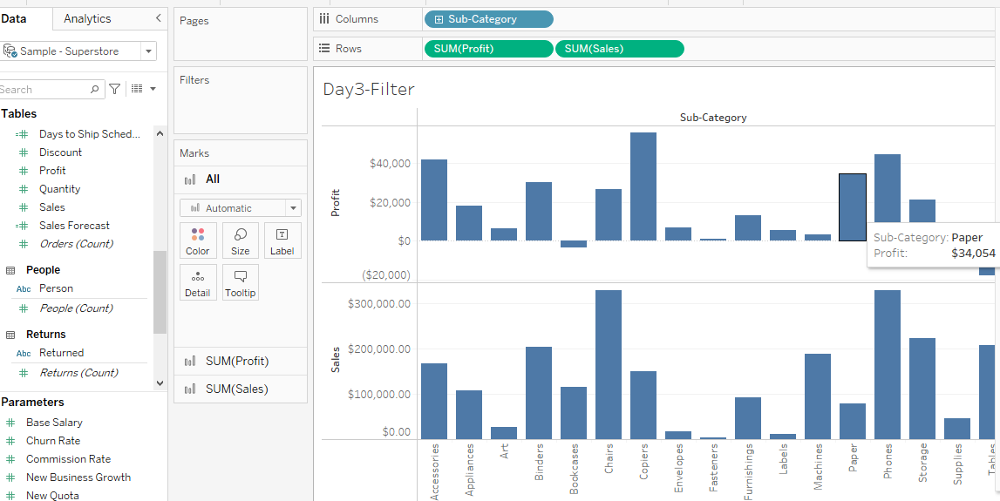 Data
Analytics
Sample - Superstore
Search
Tables
Days to Ship Sched...
Discount
Profit
Quantity
Sales
Sales Forecast
Orders (Count)
People
Abc Person
People (Count)
Returns
Abc Returned
Returns (Count)
Parameters
Base Salary
Churn Rate
Commission Rate
New Business Growth
New Quota
Pages
Filters
Marks
All
Automatic
Color Size Label
Detail Tooltip
SUM(Profit)
SUM(Sales)
Columns
Sub-Category
Rows
SUM(Profit) SUM(Sales)
Day3-Filter
Sub-Category
Profit
$40,000
$20,000
$0
($20,000)
Sub-Category: Paper
Profit: $34,054
Sales
$300,000.00
$200,000.00
$100,000.00
$0.00
Accessories
Appliances
Art
Binders
Bookcases
Chairs
Copiers
Envelopes
Fasteners
Furnishings
Labels
Machines
Paper
Phones
Storage
Supplies
Tables